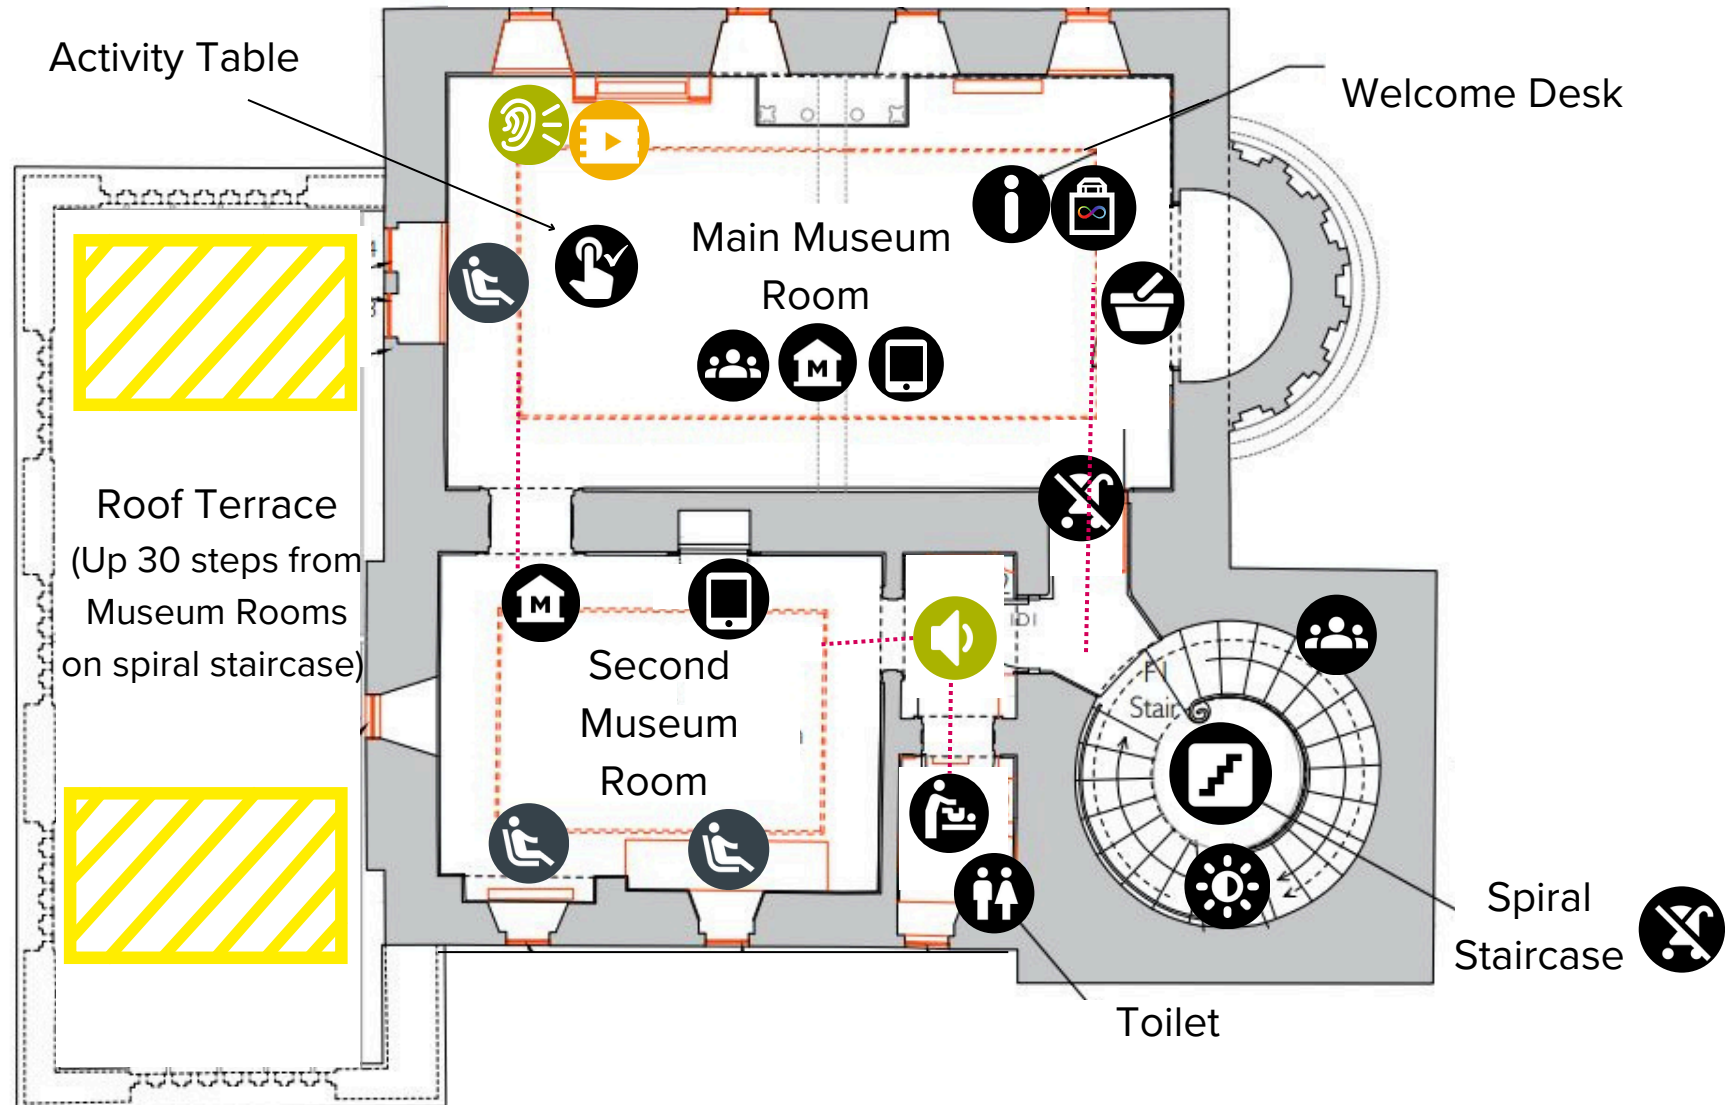 Activity Table
Welcome Desk
Main Museum
Room
M
Roof Terrace
(Up 30 steps from
Museum Rooms
on spiral staircase)
M
Second
Museum
Room
Stair
Spiral
Staircase
Toilet